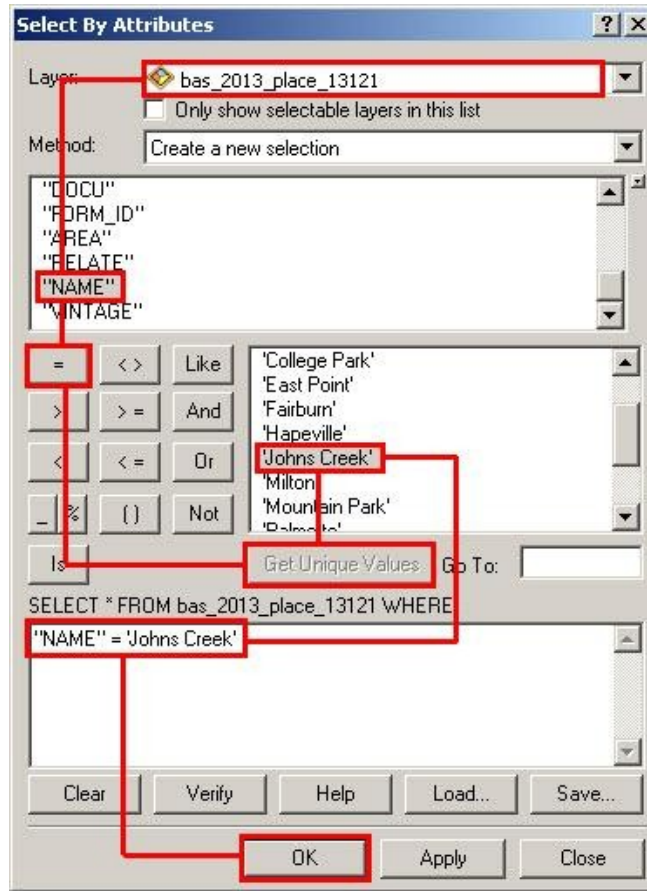 Select By Attributes ? X
Layer: bas_2013_place_13121
Only show selectable layers in this list
Method: Create a new selection
"DOCU"
"FORM_ID"
"AREA"
"RELATE"
"NAME"
"VINTAGE"
= < > Like
> > = And
< < = Or
_ % ( ) Not
Is
'College Park'
'East Point'
'Fairburn'
'Hapeville'
'Johns Creek'
'Milton'
'Mountain Park'
'Palmetto'
Get Unique Values Go To:
SELECT * FROM bas_2013_place_13121 WHERE
"NAME" = 'Johns Creek'
Clear Verify Help Load... Save...
OK Apply Close